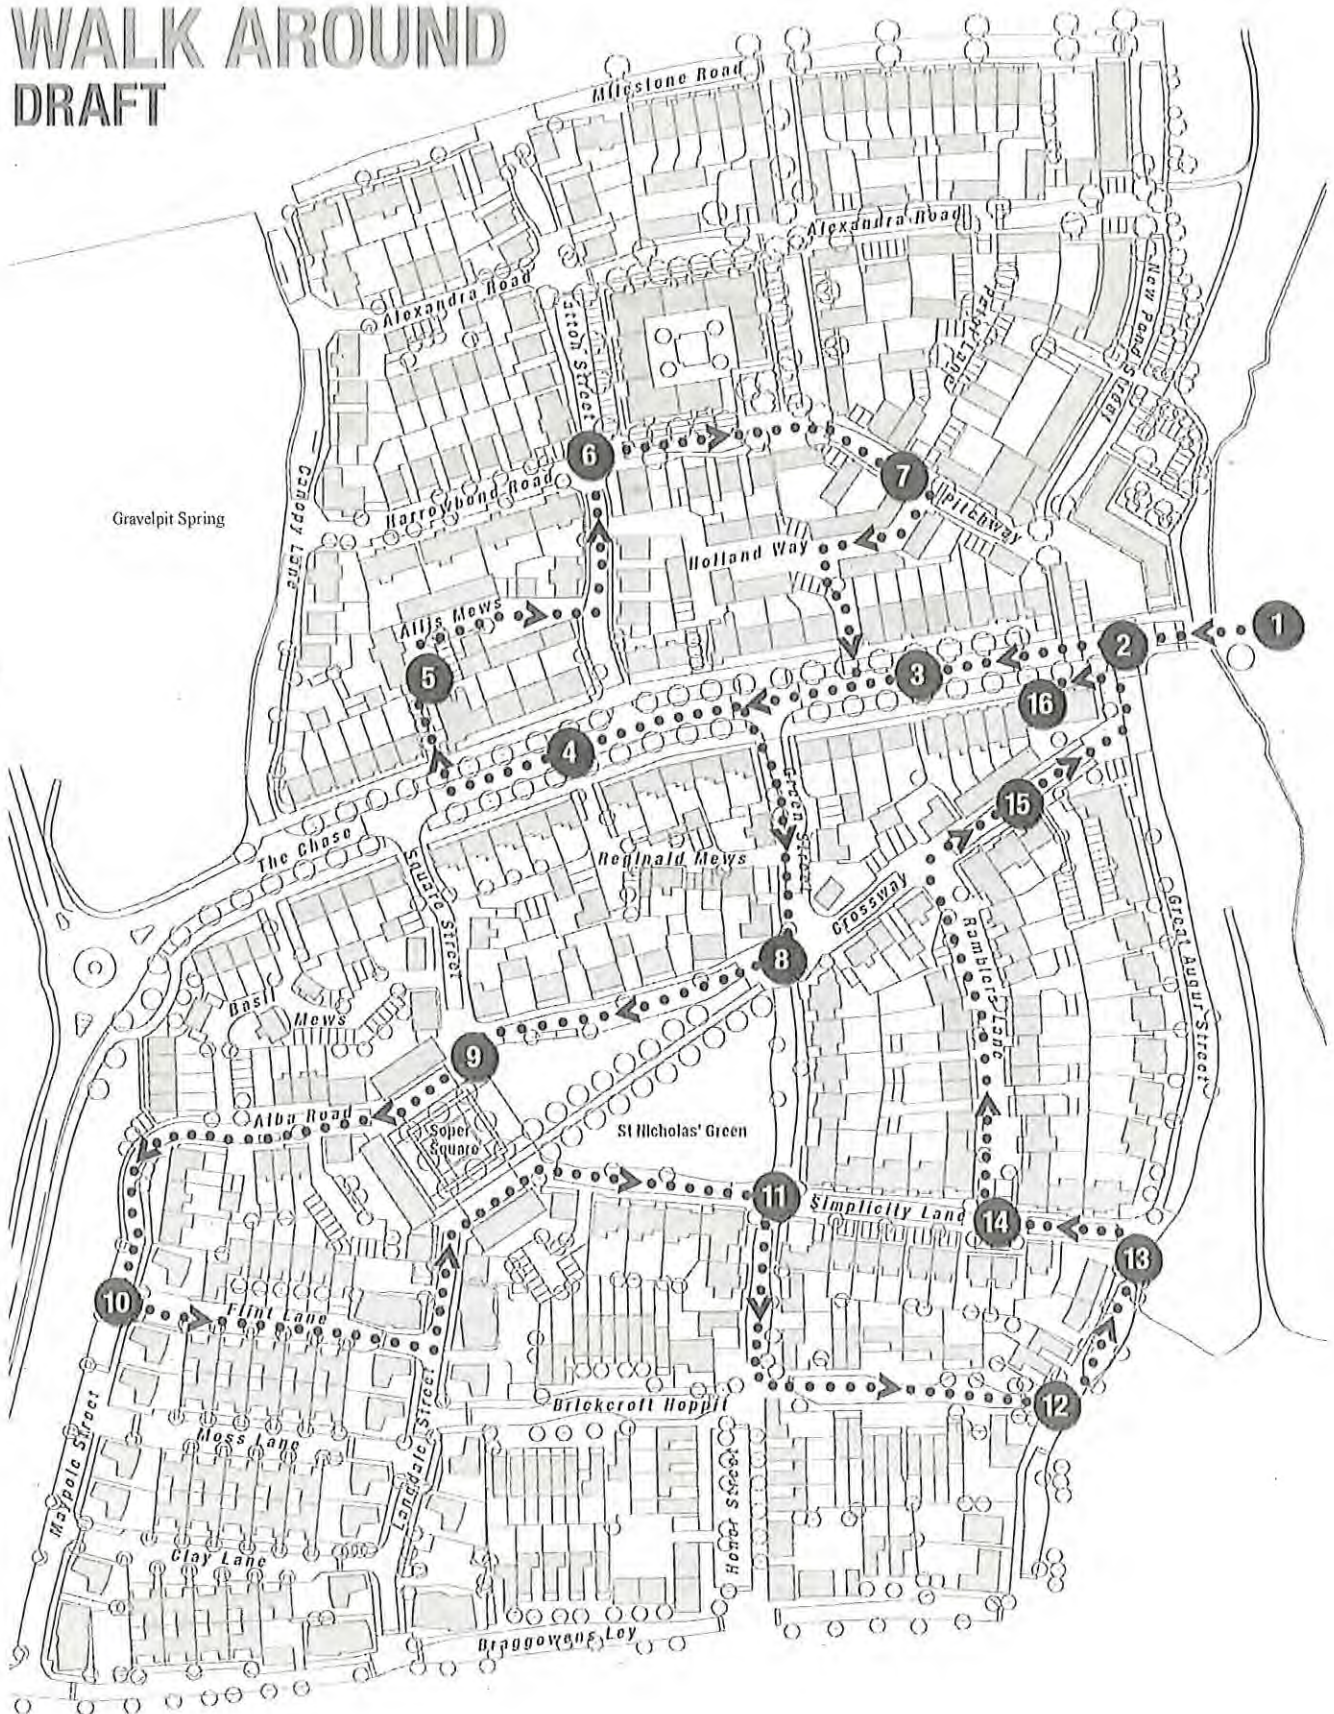 WALK AROUND
DRAFT
Milestone Road
Alexandra Road
Alexandra Road
New Pond Street
Canopy Lane
6
7
Harrowbond Road
Pitchway
Gravelpit Spring
Holland Way
Allis Mews
1
2
5
3
16
4
Green Street
15
The Chase
Reginald Mews
Square Street
Crossway
Great Augur Street
8
Ramblers Lane
Basil
Mews
9
Alba Road
Soper
Square
St Nicholas' Green
11
Simplicity Lane
14
13
10
Flint Lane
12
Brickcroft Hoppit
Maypole Street
Moss Lane
Langdale Street
Honor Street
Clay Lane
Braggowens Ley